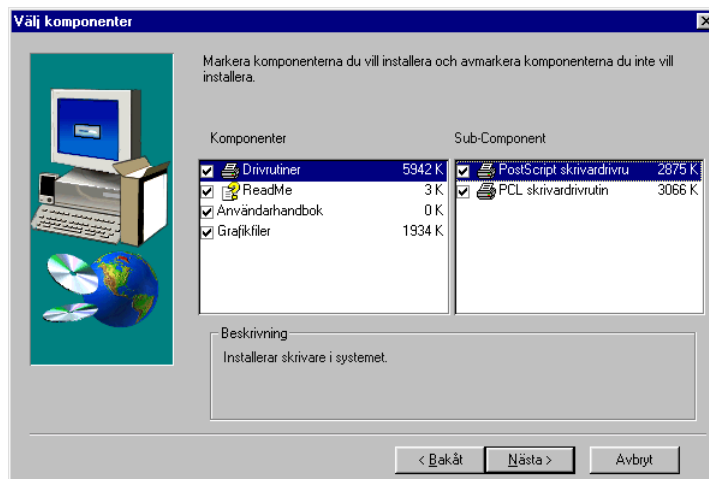 Välj komponenter
Markera komponenterna du vill installera och avmarkera komponenterna du inte vill
installera.
Komponenter
Sub-Component
Drivrutiner 5942 K
ReadMe 3 K
Användarhandbok 0 K
Grafikfiler 1934 K
PostScript skrivardrivru 2875 K
PCL skrivardrivrutin 3066 K
Beskrivning
Installerar skrivare i systemet.
< Bakåt
Nästa >
Avbryt